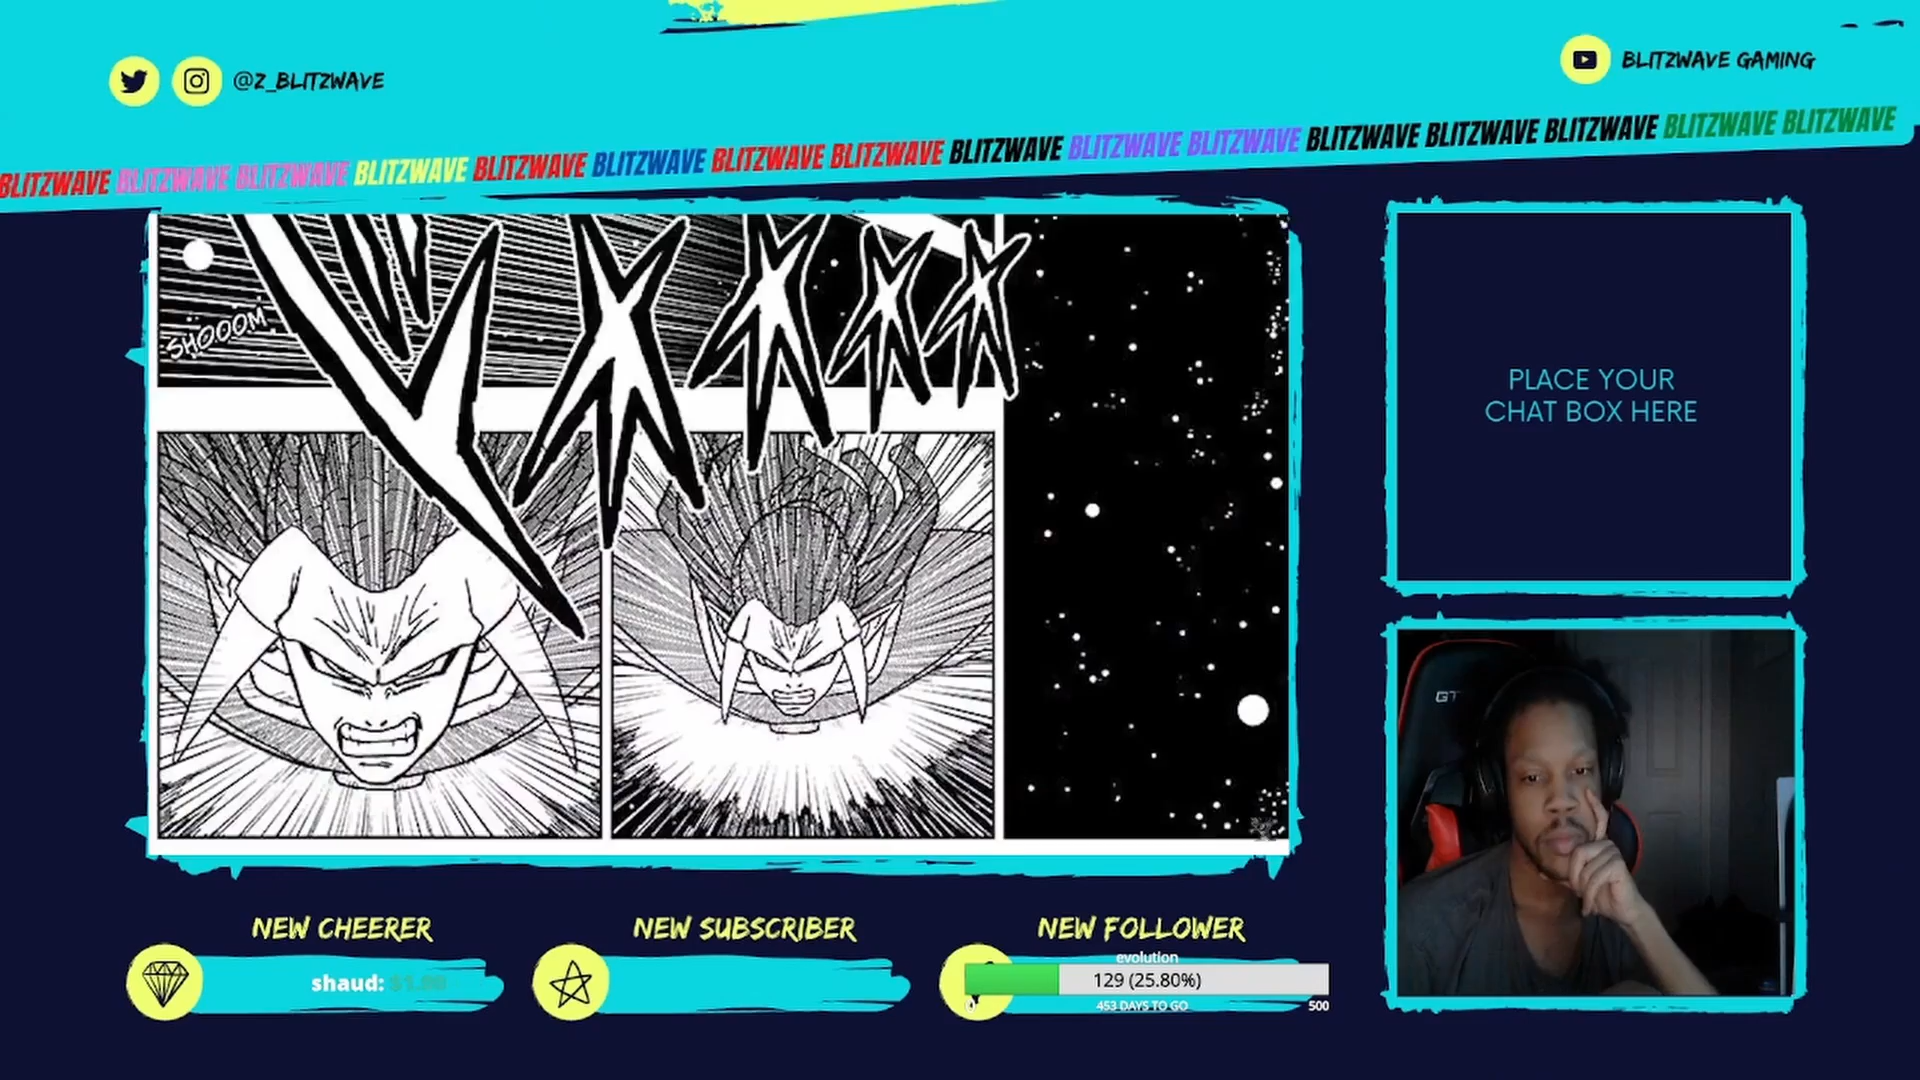 @Z_BLITZWAVE
BLITZWAVE GAMING
BLITZWAVE BLITZWAVE BLITZWAVE BLITZWAVE BLITZWAVE BLITZWAVE BLITZWAVE BLITZWAVE BLITZWAVE BLITZWAVE BLITZWAVE BLITZWAVE BLITZWAVE BLITZWAVE BLITZWAVE BLITZWAVE
SHOOOM
PLACE YOUR
CHAT BOX HERE
GT
NEW CHEERER
shaud:
NEW SUBSCRIBER
NEW FOLLOWER
evolution
129 (25.80%)
0
453 DAYS TO GO
500